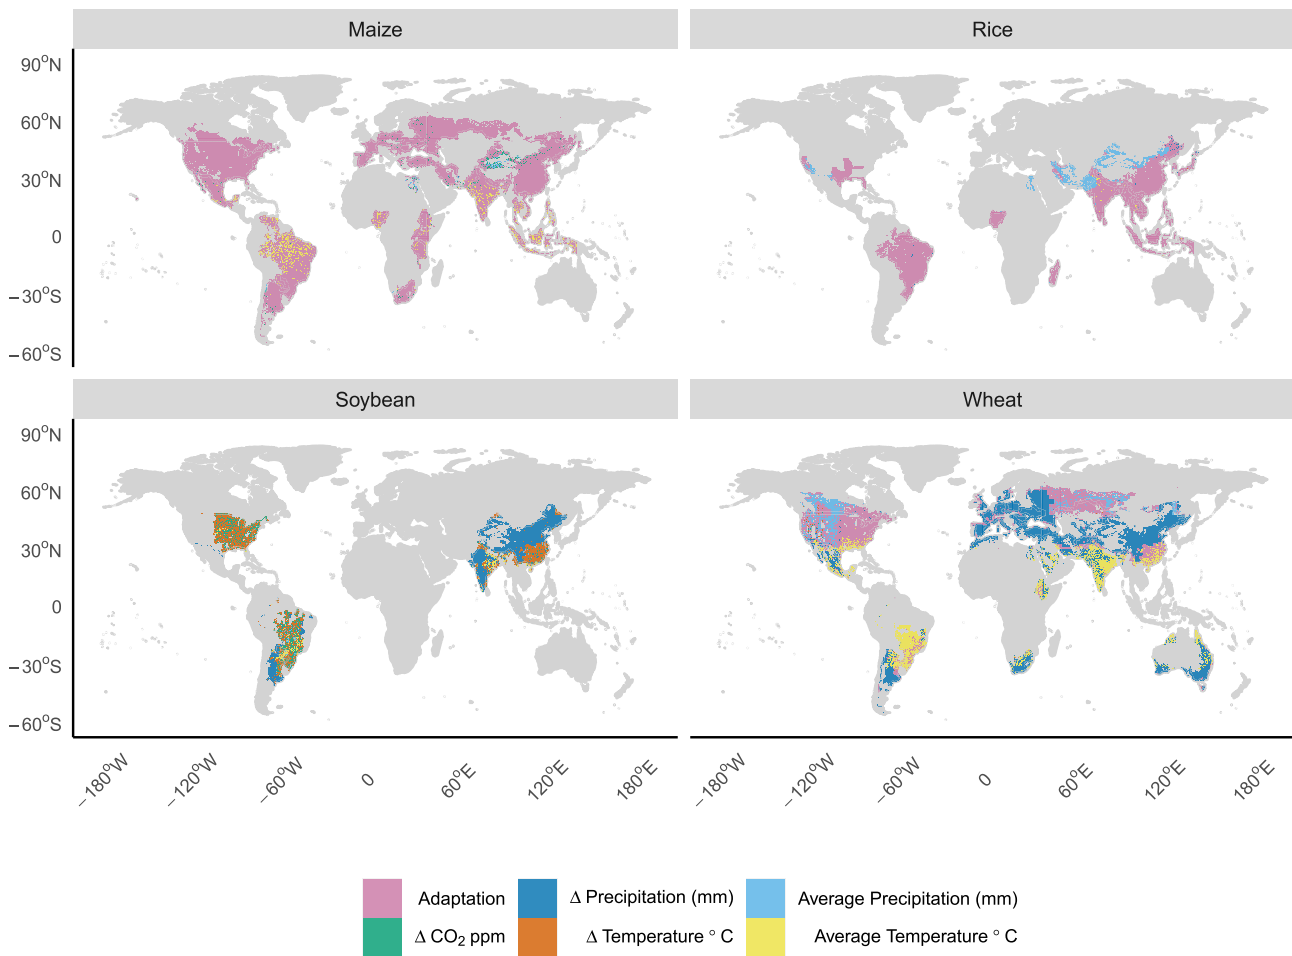 Maize
Rice
90°N
60°N
30°N
0
−30°S
−60°S
Soybean
Wheat
90°N
60°N
30°N
0
−30°S
−60°S
−180°W
−120°W
−60°W
0
60°E
120°E
180°E
−180°W
−120°W
−60°W
0
60°E
120°E
180°E
Adaptation
Δ Precipitation (mm)
Average Precipitation (mm)
Δ CO₂ ppm
Δ Temperature ° C
Average Temperature ° C